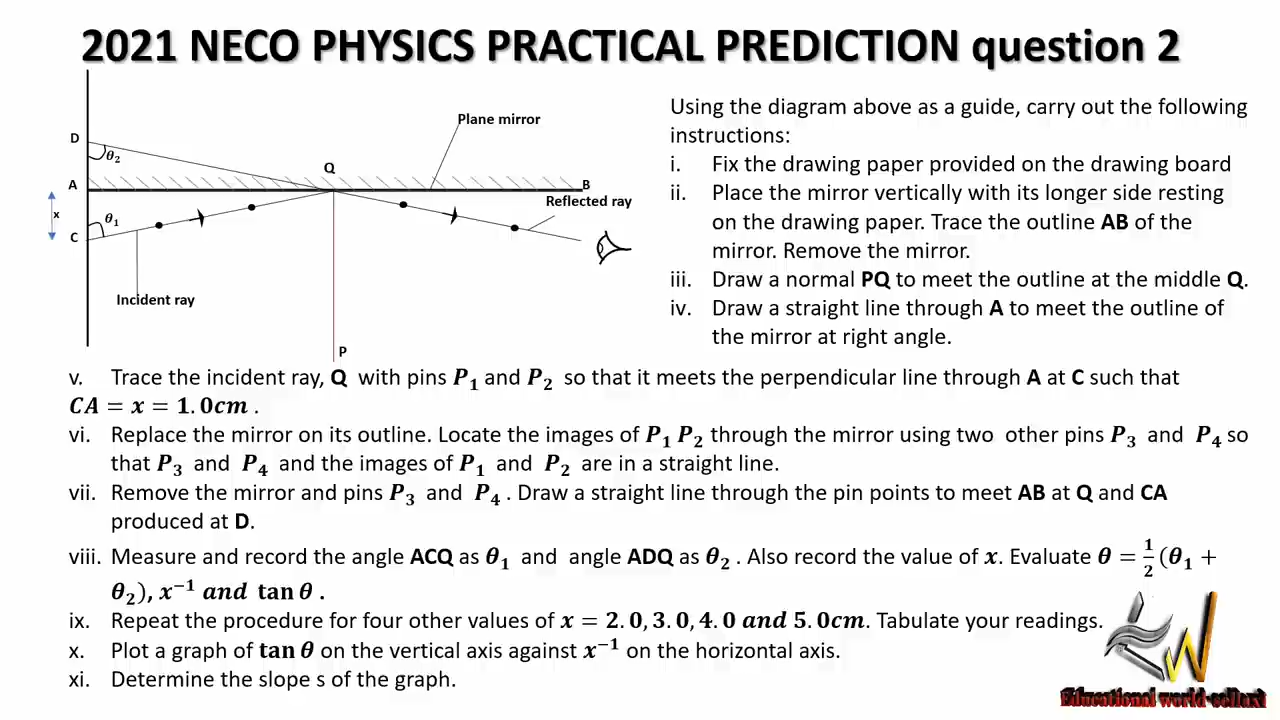 2021 NECO PHYSICS PRACTICAL PREDICTION question 2
D
θ₂
A
x
C
θ₁
Q
Plane mirror
B
Reflected ray
Incident ray
P
Using the diagram above as a guide, carry out the following
instructions:
i. Fix the drawing paper provided on the drawing board
ii. Place the mirror vertically with its longer side resting
on the drawing paper. Trace the outline AB of the
mirror. Remove the mirror.
iii. Draw a normal PQ to meet the outline at the middle Q.
iv. Draw a straight line through A to meet the outline of
the mirror at right angle.
v. Trace the incident ray, Q with pins P₁ and P₂ so that it meets the perpendicular line through A at C such that
CA = x = 1.0cm .
vi. Replace the mirror on its outline. Locate the images of P₁ P₂ through the mirror using two other pins P₃ and P₄ so
that P₃ and P₄ and the images of P₁ and P₂ are in a straight line.
vii. Remove the mirror and pins P₃ and P₄ . Draw a straight line through the pin points to meet AB at Q and CA
produced at D.
viii. Measure and record the angle ACQ as θ₁ and angle ADQ as θ₂ . Also record the value of x. Evaluate θ = 1/2 (θ₁ +
θ₂), x⁻¹ and tan θ .
ix. Repeat the procedure for four other values of x = 2.0, 3.0, 4.0 and 5.0cm. Tabulate your readings.
x. Plot a graph of tan θ on the vertical axis against x⁻¹ on the horizontal axis.
xi. Determine the slope s of the graph.
Educational world